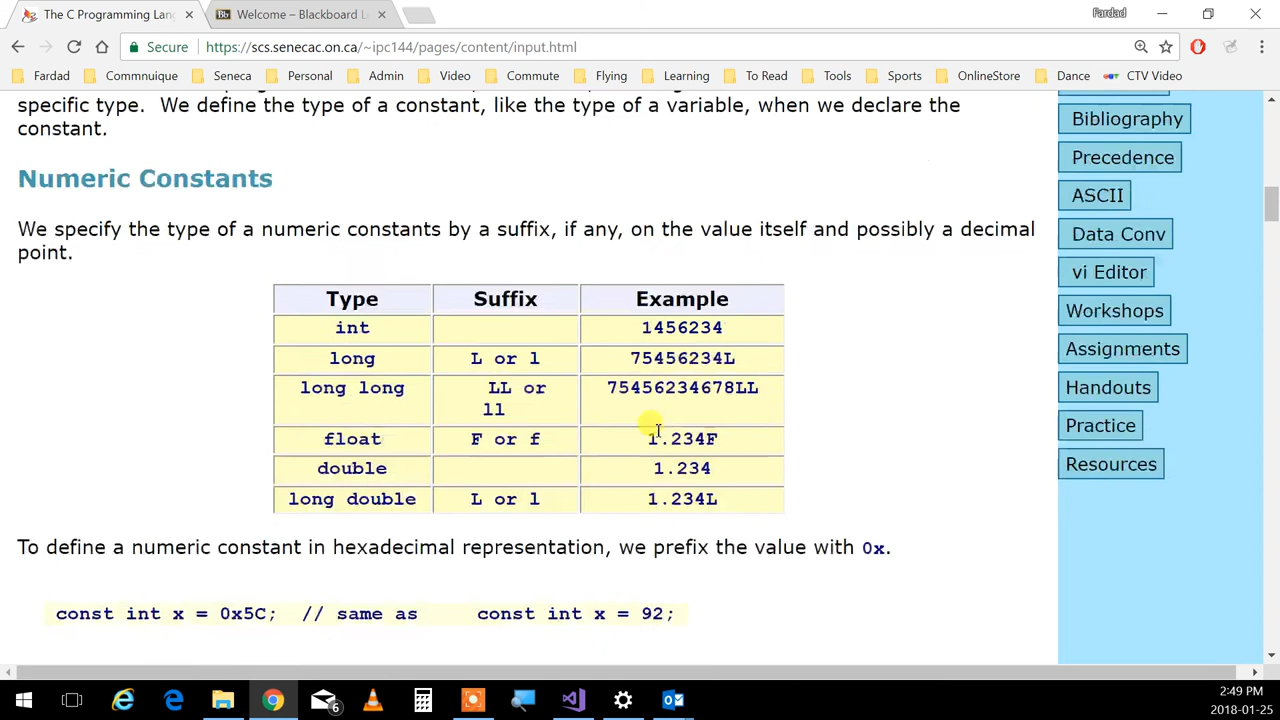 The C Programming Lan
Welcome – Blackboard Le
Fardad
Secure
https://scs.senecac.on.ca/~ipc144/pages/content/input.html
Fardad Commnuique Seneca Personal Admin Video Commute Flying Learning To Read Tools Sports OnlineStore Dance CTV Video
specific type. We define the type of a constant, like the type of a variable, when we declare the
constant.
Numeric Constants
We specify the type of a numeric constants by a suffix, if any, on the value itself and possibly a decimal
point.
Type Suffix Example
int 1456234
long L or l 75456234L
long long LL or 75456234678LL
ll
float F or f 1.234F
double 1.234
long double L or l 1.234L
To define a numeric constant in hexadecimal representation, we prefix the value with 0x.
const int x = 0x5C; // same as const int x = 92;
Bibliography
Precedence
ASCII
Data Conv
vi Editor
Workshops
Assignments
Handouts
Practice
Resources
6
2:49 PM
2018-01-25